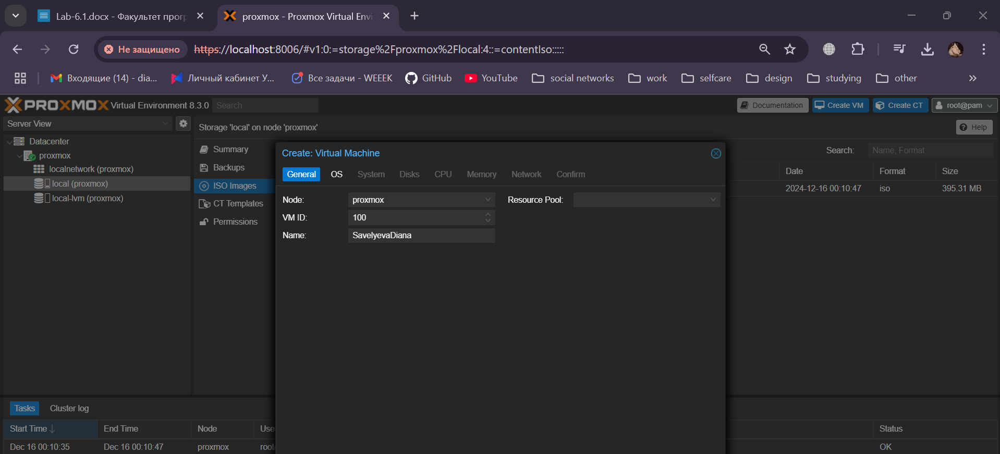 Lab-6.1.docx - Факультет прогр
proxmox - Proxmox Virtual Envi
Не защищено
https://localhost:8006/#v1:0:=storage%2Fproxmox%2Flocal:4::=contentIso:::::
Входящие (14) - dia...
Личный кабинет У...
Все задачи - WEEEK
GitHub
YouTube
social networks
work
selfcare
design
studying
other
PROXMOX Virtual Environment 8.3.0
Search
Documentation
Create VM
Create CT
root@pam
Server View
Storage 'local' on node 'proxmox'
Help
Datacenter
proxmox
localnetwork (proxmox)
local (proxmox)
local-lvm (proxmox)
Summary
Backups
ISO Images
CT Templates
Permissions
Search:
Name, Format
Date
Format
Size
2024-12-16 00:10:47
iso
395.31 MB
Create: Virtual Machine
General
OS
System
Disks
CPU
Memory
Network
Confirm
Node:
proxmox
Resource Pool:
VM ID:
100
Name:
SavelyevaDiana
Tasks
Cluster log
Start Time
End Time
Node
Use
Status
Dec 16 00:10:35
Dec 16 00:10:47
proxmox
root
OK